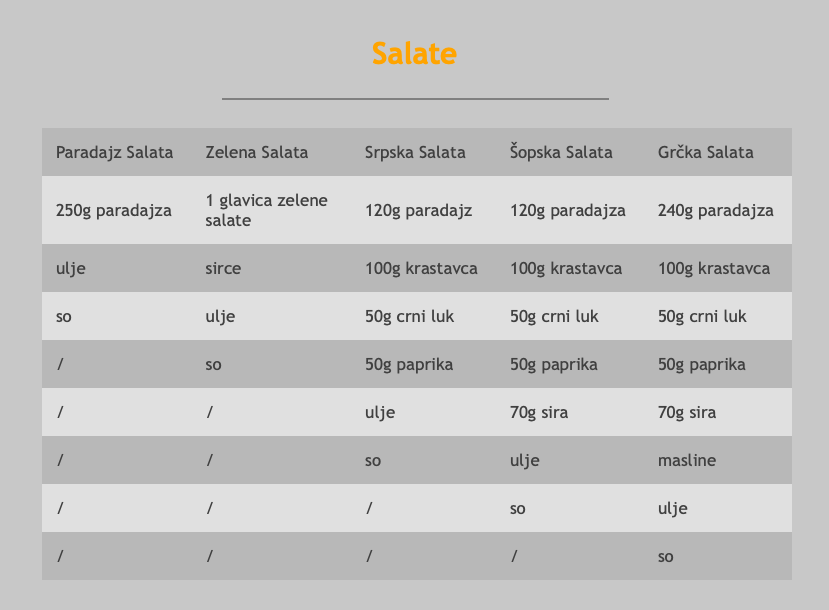 Salate
Paradajz Salata Zelena Salata Srpska Salata Šopska Salata Grčka Salata
250g paradajza 1 glavica zelene salate 120g paradajz 120g paradajza 240g paradajza
ulje sirce 100g krastavca 100g krastavca 100g krastavca
so ulje 50g crni luk 50g crni luk 50g crni luk
/ so 50g paprika 50g paprika 50g paprika
/ / ulje 70g sira 70g sira
/ / so ulje masline
/ / / so ulje
/ / / / so